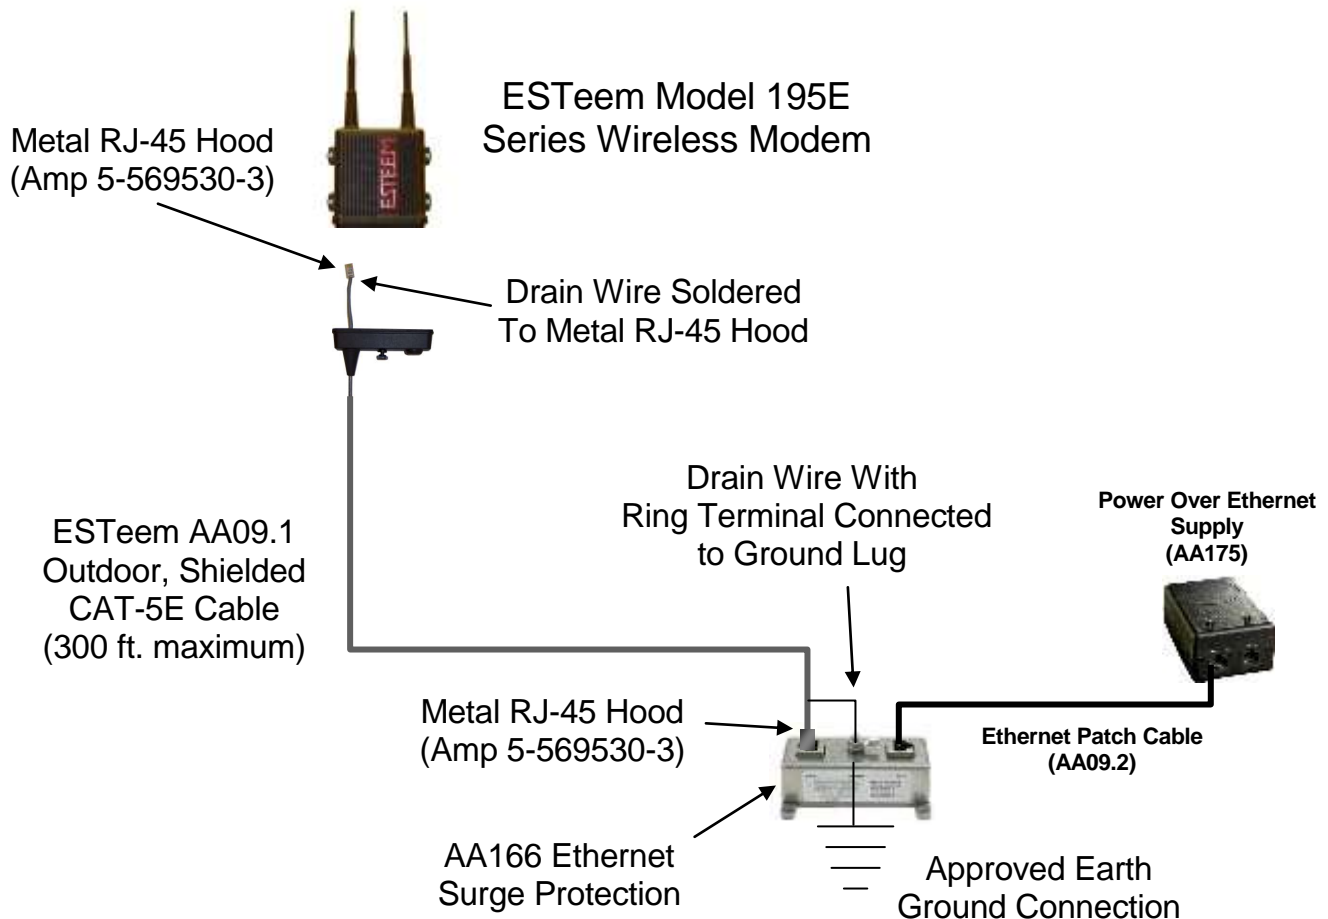 ESTeem Model 195E
Series Wireless Modem
Metal RJ-45 Hood
(Amp 5-569530-3)
ESTEEM
Drain Wire Soldered
To Metal RJ-45 Hood
Drain Wire With
Ring Terminal Connected
to Ground Lug
Power Over Ethernet
Supply
(AA175)
ESTeem AA09.1
Outdoor, Shielded
CAT-5E Cable
(300 ft. maximum)
Metal RJ-45 Hood
(Amp 5-569530-3)
Ethernet Patch Cable
(AA09.2)
AA166 Ethernet
Surge Protection
Approved Earth
Ground Connection